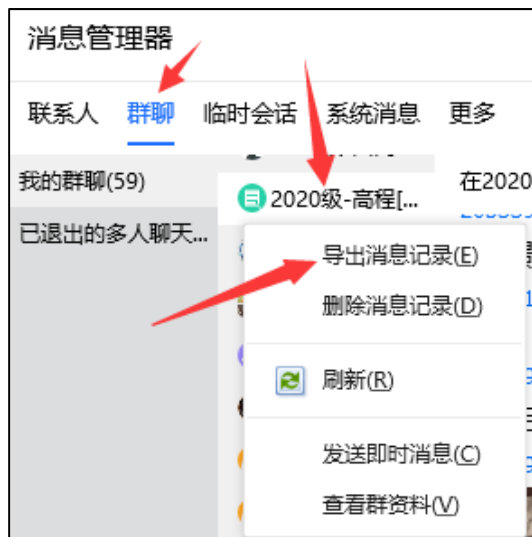 消息管理器
联系人 群聊 临时会话 系统消息 更多
我的群聊(59)
已退出的多人聊天...
2020级-高程[...
在2020
导出消息记录(E)
删除消息记录(D)
刷新(R)
发送即时消息(C)
查看群资料(V)